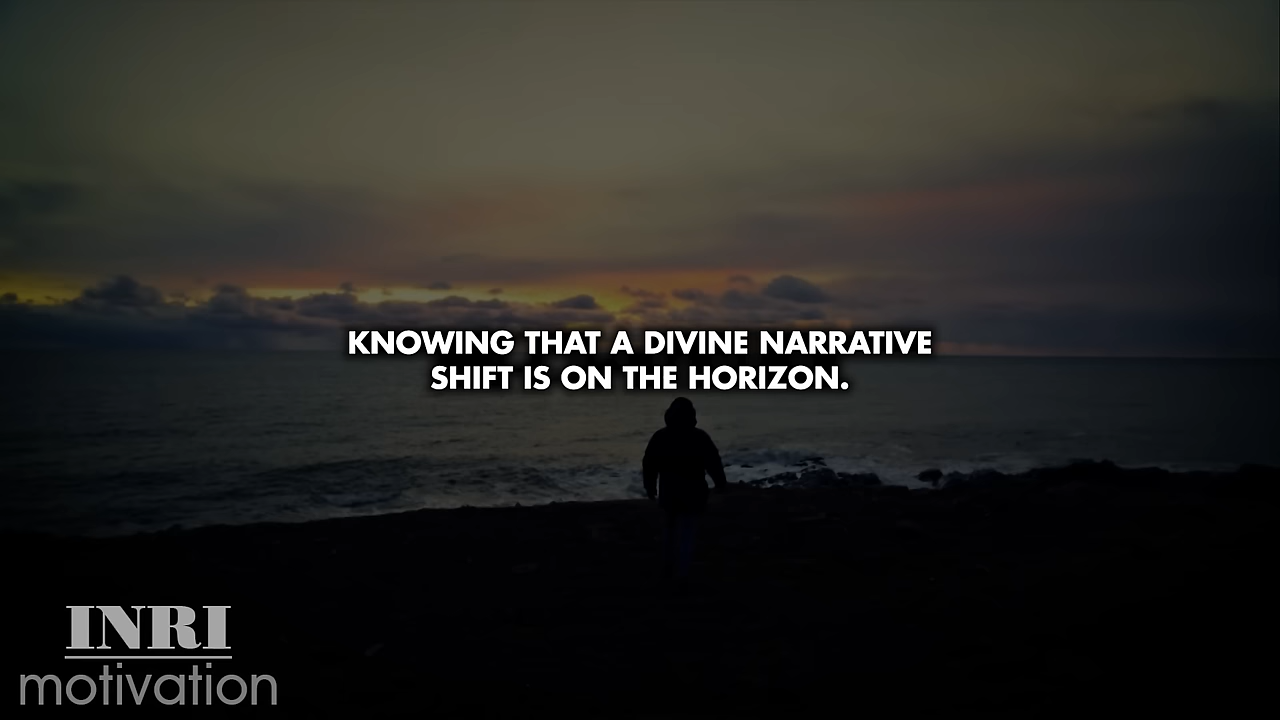 KNOWING THAT A DIVINE NARRATIVE
SHIFT IS ON THE HORIZON.
INRI
motivation